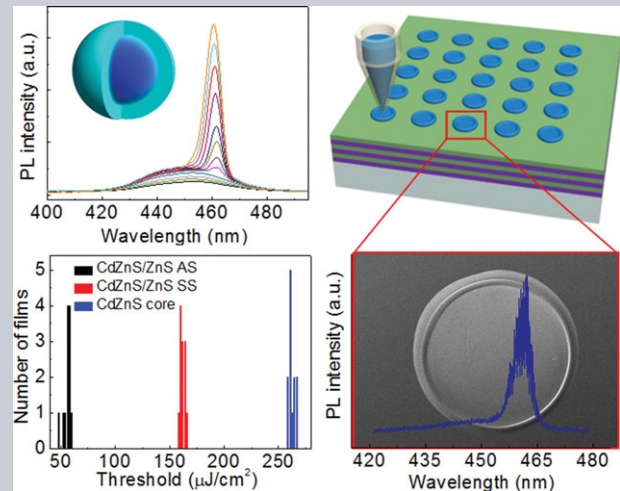 PL intensity (a.u.)
400 420 440 460 480
Wavelength (nm)
Number of films
5
4
3
2
1
0
CdZnS/ZnS AS
CdZnS/ZnS SS
CdZnS core
50 100 150 200 250
Threshold (μJ/cm²)
PL intensity (a.u.)
420 435 450 465 480
Wavelength (nm)